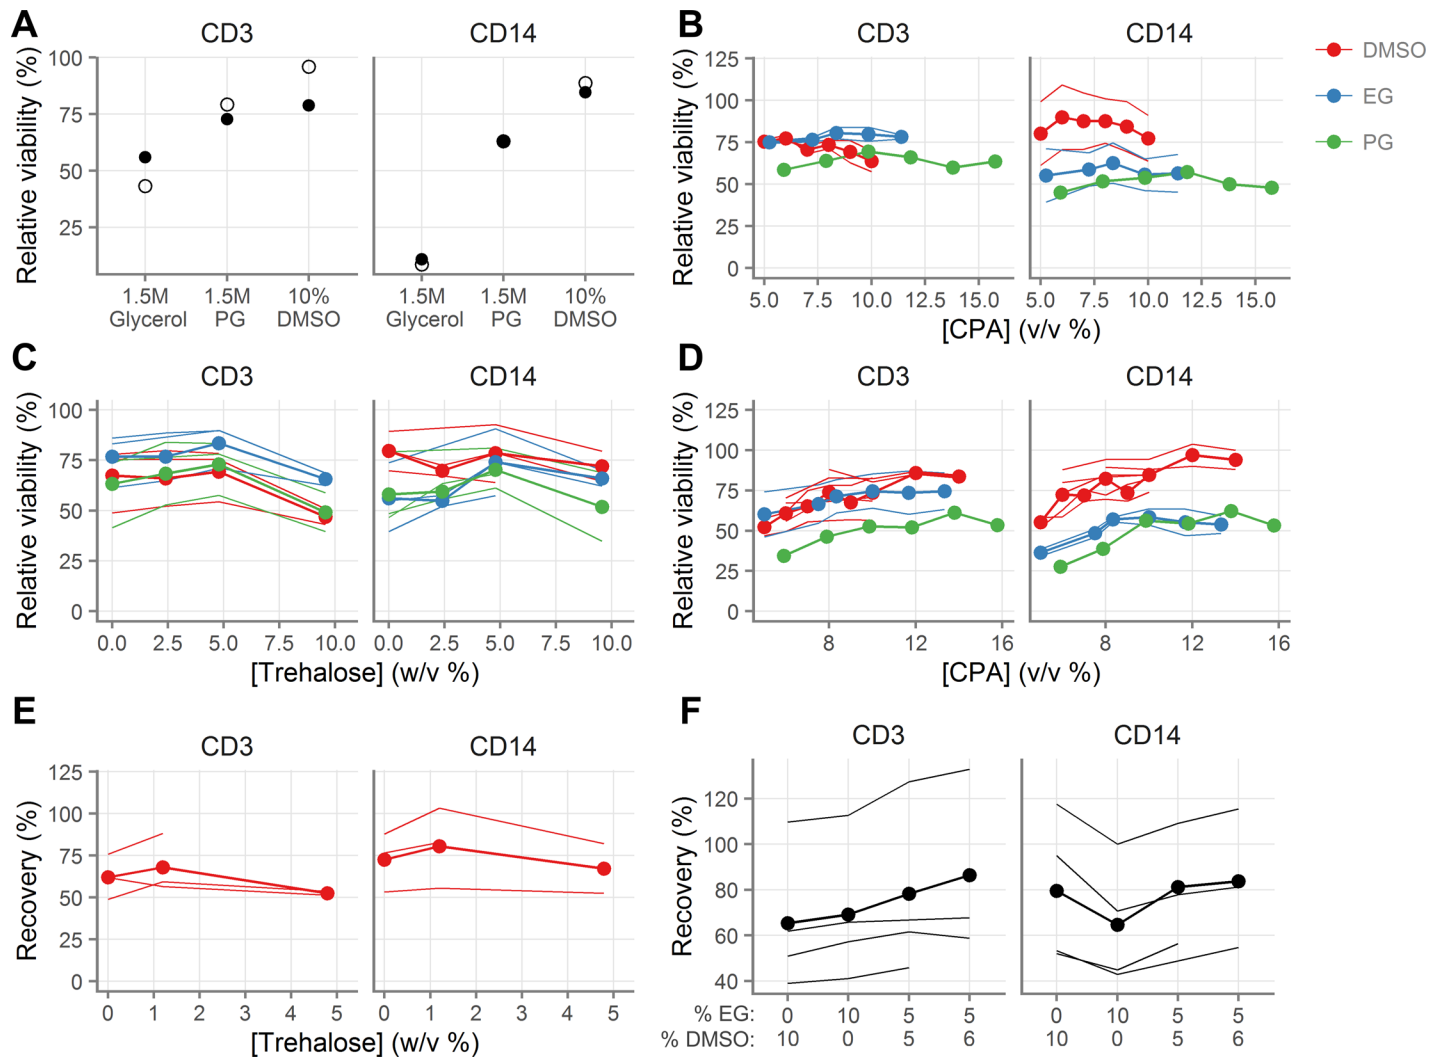 A
CD3
CD14
Relative viability (%)
100
75
50
25
1.5M
Glycerol
1.5M
PG
10%
DMSO
1.5M
Glycerol
1.5M
PG
10%
DMSO
B
CD3
CD14
Relative viability (%)
125
100
75
50
25
0
5.0 7.5 10.0 12.5 15.0
5.0 7.5 10.0 12.5 15.0
[CPA] (v/v %)
DMSO
EG
PG
C
CD3
CD14
Relative viability (%)
100
75
50
25
0
0.0 2.5 5.0 7.5 10.0
0.0 2.5 5.0 7.5 10.0
[Trehalose] (w/v %)
D
CD3
CD14
Relative viability (%)
125
100
75
50
25
0
8 12 16
8 12 16
[CPA] (v/v %)
E
CD3
CD14
Recovery (%)
125
100
75
50
25
0
0 1 2 3 4 5
0 1 2 3 4 5
[Trehalose] (w/v %)
F
CD3
CD14
Recovery (%)
120
100
80
60
40
% EG: 0 10 5 5 0 10 5 5
% DMSO: 10 0 5 6 10 0 5 6